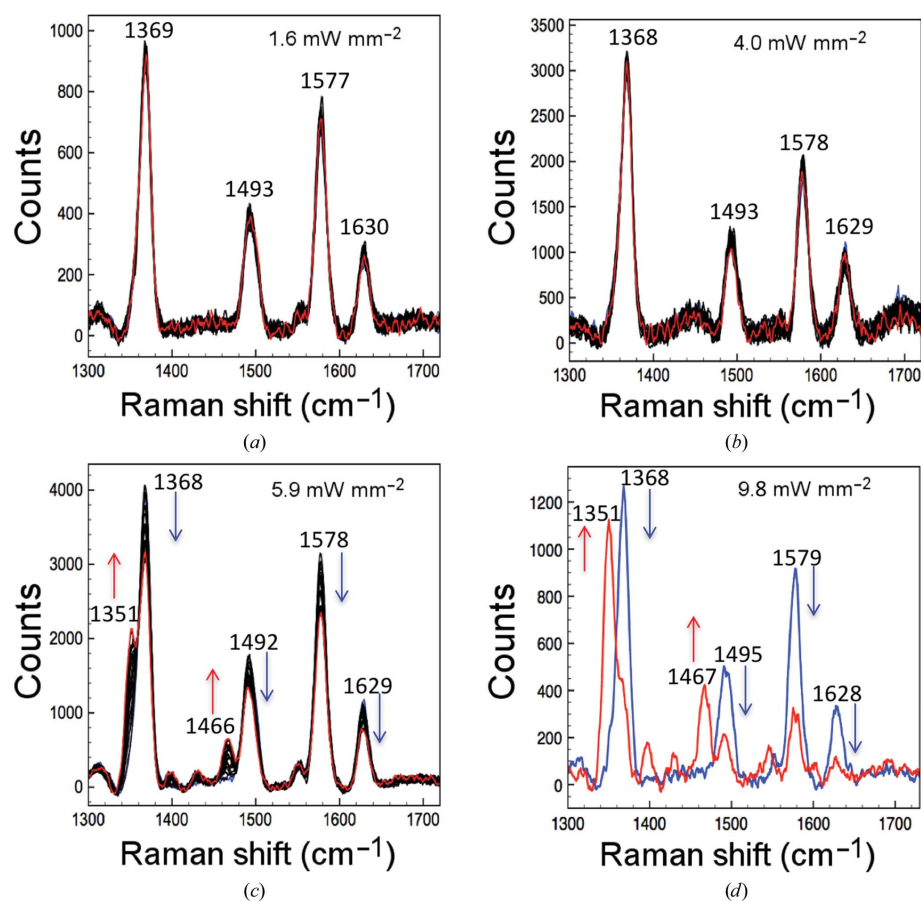 1369
1.6 mW mm−2
1577
1493
1630
1000
800
600
400
200
0
Counts
1300 1400 1500 1600 1700
Raman shift (cm−1)
(a)
1368
4.0 mW mm−2
1578
1493
1629
3500
3000
2500
2000
1500
1000
500
0
Counts
1300 1400 1500 1600 1700
Raman shift (cm−1)
(b)
1368
5.9 mW mm−2
1578
1351
1492
1629
1466
4000
3000
2000
1000
0
Counts
1300 1400 1500 1600 1700
Raman shift (cm−1)
(c)
1368
9.8 mW mm−2
1351
1579
1467
1495
1628
1200
1000
800
600
400
200
0
Counts
1300 1400 1500 1600 1700
Raman shift (cm−1)
(d)